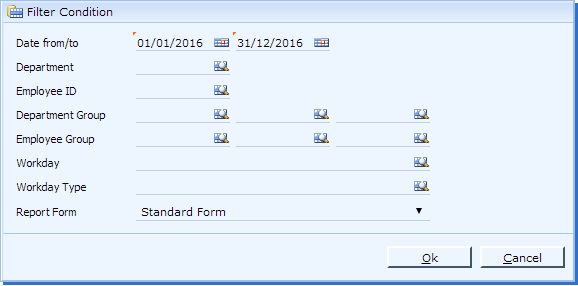 Filter Condition
Date from/to 01/01/2016 31/12/2016
Department
Employee ID
Department Group
Employee Group
Workday
Workday Type
Report Form Standard Form
Ok Cancel